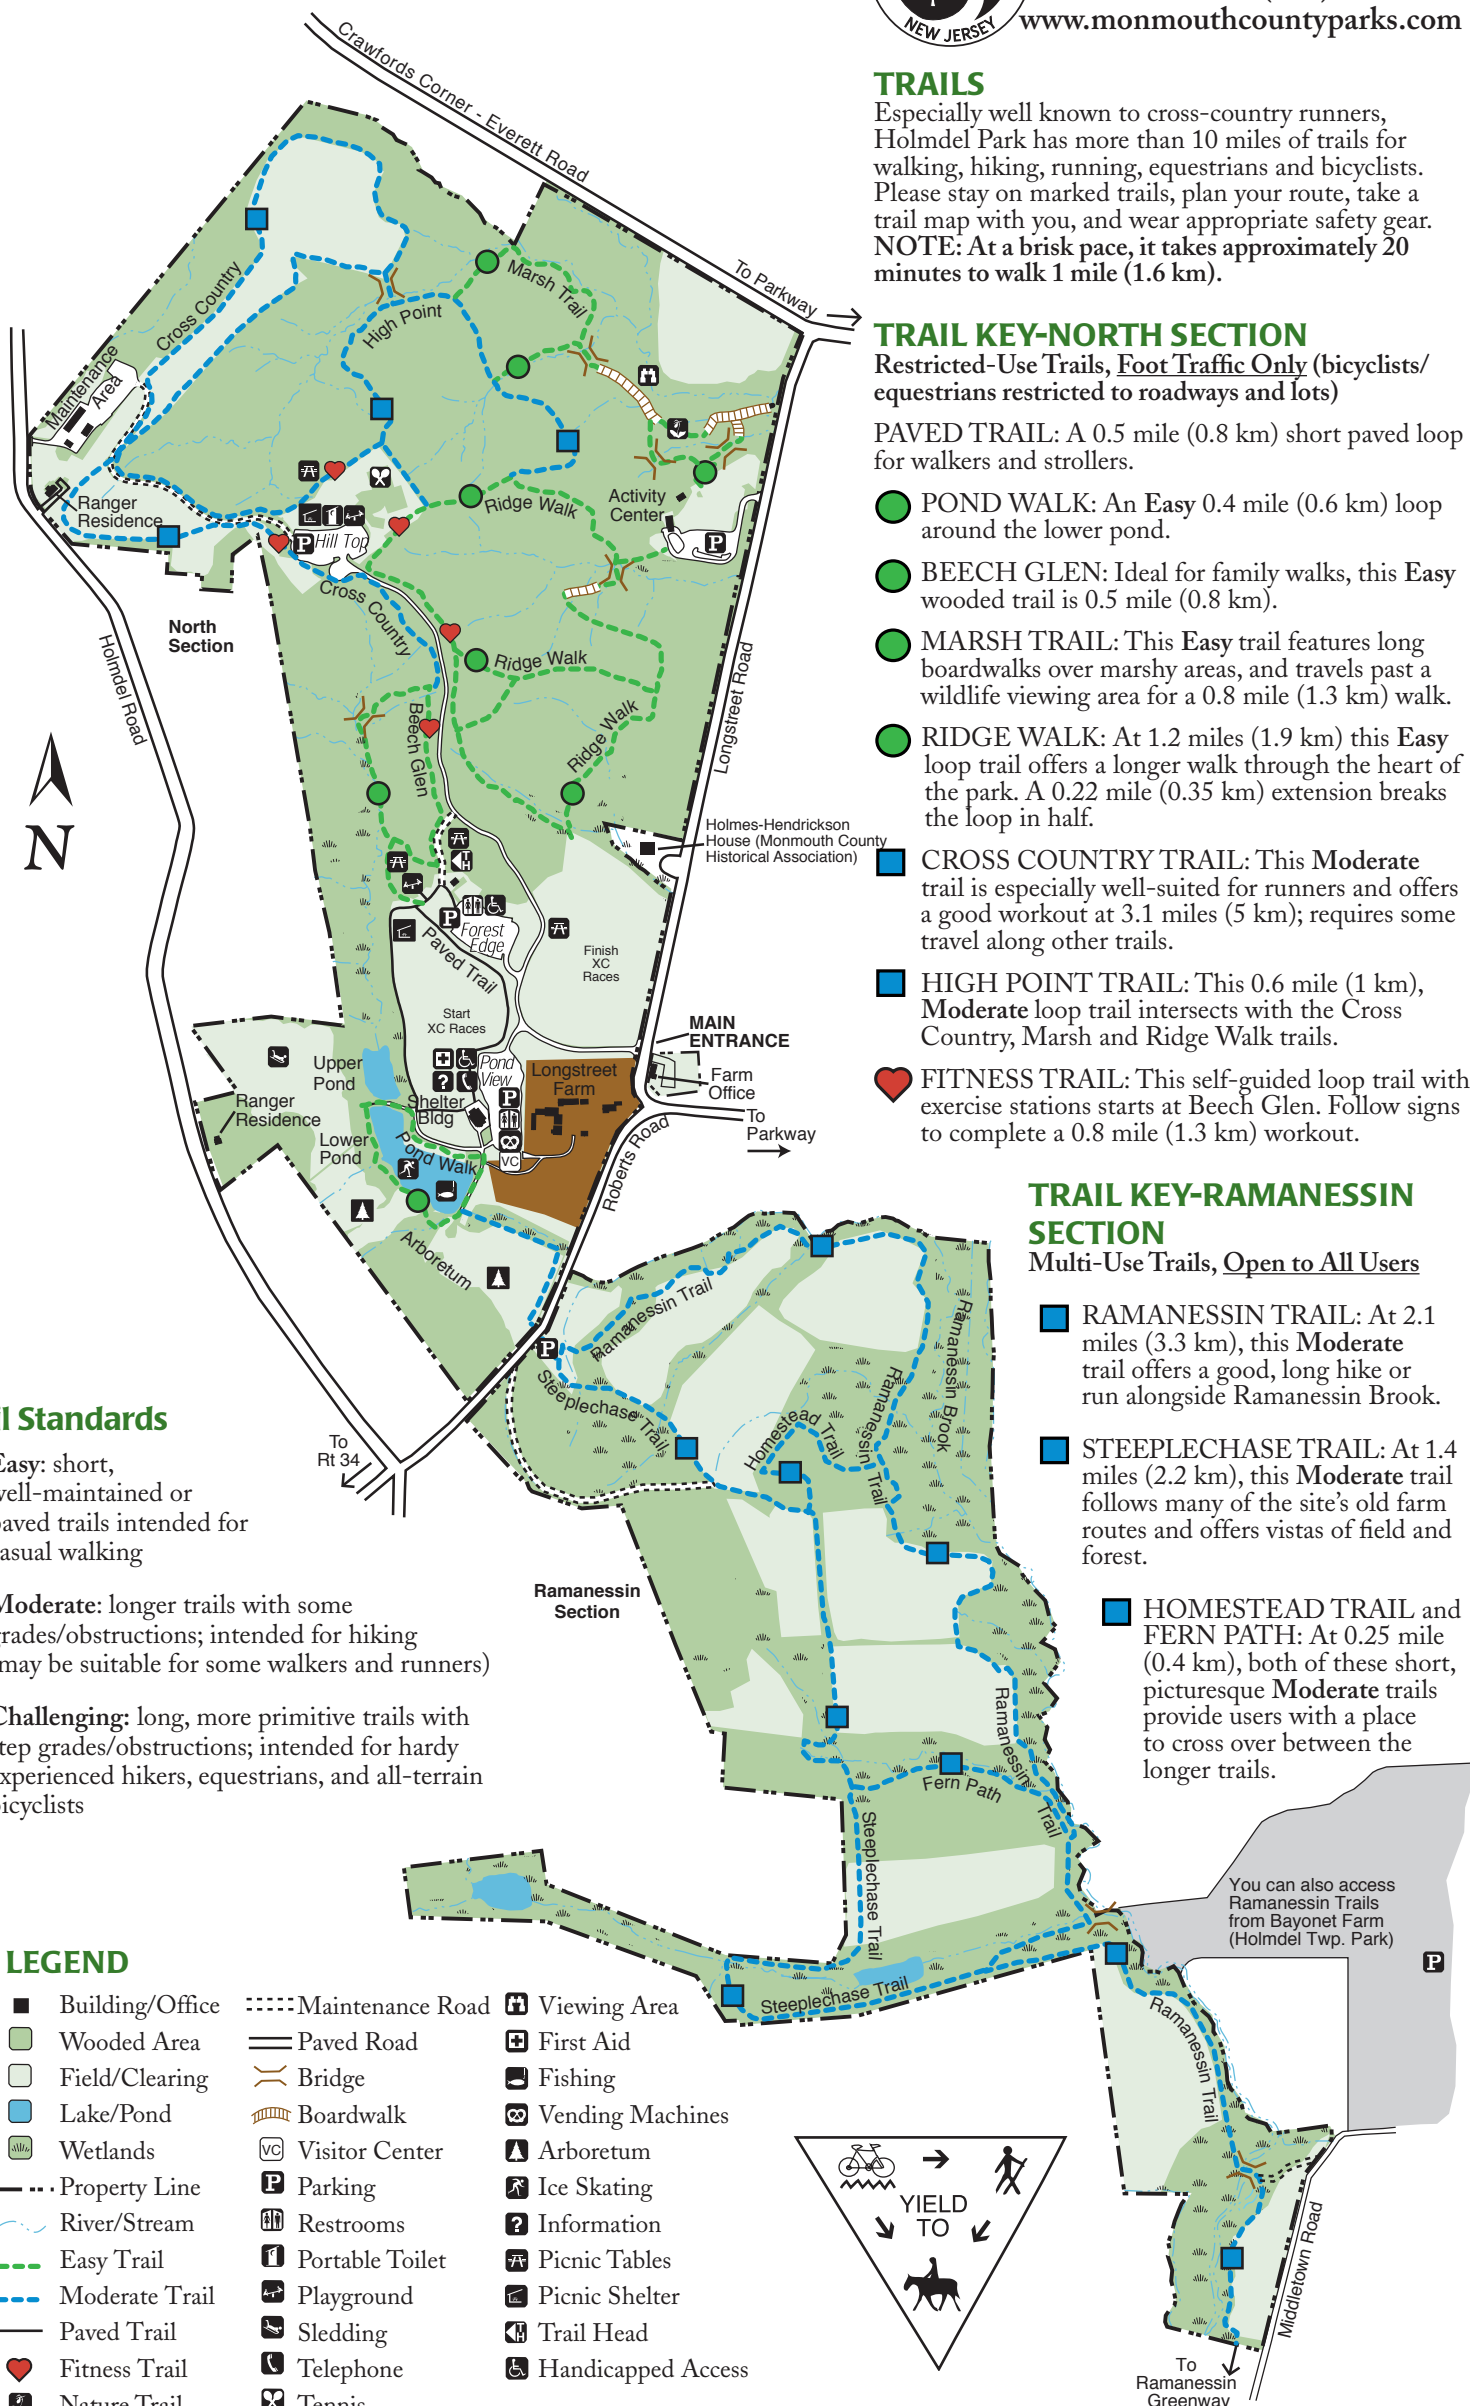 NEW JERSEY
www.monmouthcountyparks.com
TRAILS
Especially well known to cross-country runners,
Holmdel Park has more than 10 miles of trails for
walking, hiking, running, equestrians and bicyclists.
Please stay on marked trails, plan your route, take a
trail map with you, and wear appropriate safety gear.
NOTE: At a brisk pace, it takes approximately 20
minutes to walk 1 mile (1.6 km).
TRAIL KEY-NORTH SECTION
Restricted-Use Trails, Foot Traffic Only (bicyclists/
equestrians restricted to roadways and lots)
PAVED TRAIL: A 0.5 mile (0.8 km) short paved loop
for walkers and strollers.
POND WALK: An Easy 0.4 mile (0.6 km) loop
around the lower pond.
BEECH GLEN: Ideal for family walks, this Easy
wooded trail is 0.5 mile (0.8 km).
MARSH TRAIL: This Easy trail features long
boardwalks over marshy areas, and travels past a
wildlife viewing area for a 0.8 mile (1.3 km) walk.
RIDGE WALK: At 1.2 miles (1.9 km) this Easy
loop trail offers a longer walk through the heart of
the park. A 0.22 mile (0.35 km) extension breaks
the loop in half.
CROSS COUNTRY TRAIL: This Moderate
trail is especially well-suited for runners and offers
a good workout at 3.1 miles (5 km); requires some
travel along other trails.
HIGH POINT TRAIL: This 0.6 mile (1 km),
Moderate loop trail intersects with the Cross
Country, Marsh and Ridge Walk trails.
FITNESS TRAIL: This self-guided loop trail with
exercise stations starts at Beech Glen. Follow signs
to complete a 0.8 mile (1.3 km) workout.
TRAIL KEY-RAMANESSIN
SECTION
Multi-Use Trails, Open to All Users
RAMANESSIN TRAIL: At 2.1
miles (3.3 km), this Moderate
trail offers a good, long hike or
run alongside Ramanessin Brook.
STEEPLECHASE TRAIL: At 1.4
miles (2.2 km), this Moderate trail
follows many of the site's old farm
routes and offers vistas of field and
forest.
HOMESTEAD TRAIL and
FERN PATH: At 0.25 mile
(0.4 km), both of these short,
picturesque Moderate trails
provide users with a place
to cross over between the
longer trails.
Crawfords Corner - Everett Road
To Parkway
Marsh Trail
High Point
Cross Country
Maintenance
Area
Ranger
Residence
Ridge Walk
Activity
Center
P
P Hill Top
Cross Country
North
Section
Holmdel Road
Ridge Walk
Longstreet Road
Beech Glen
Ridge Walk
N
Holmes-Hendrickson
House (Monmouth County
Historical Association)
TH
P
Forest
Edge
Paved Trail
Finish
XC
Races
Start
XC Races
MAIN
ENTRANCE
Upper
Pond
Pond
View
?
P
Longstreet
Farm
Farm
Office
Ranger
Residence
Shelter
Bldg
To
Parkway
Lower
Pond
Pond Walk
VC
Roberts Road
Arboretum
Ramanessin Trail
P
Ramanessin Brook
Ramanessin Trail
Steeplechase Trail
Homestead Trail
To
Rt 34
Ramanessin
Section
Ramanessin Trail
Fern Path
Steeplechase Trail
Steeplechase Trail
You can also access
Ramanessin Trails
from Bayonet Farm
(Holmdel Twp. Park)
P
Ramanessin Trail
Middletown Road
To
Ramanessin
Greenway
YIELD
TO
l Standards
Easy: short,
well-maintained or
paved trails intended for
casual walking
Moderate: longer trails with some
grades/obstructions; intended for hiking
may be suitable for some walkers and runners)
Challenging: long, more primitive trails with
step grades/obstructions; intended for hardy
experienced hikers, equestrians, and all-terrain
bicyclists
LEGEND
Building/Office
Wooded Area
Field/Clearing
Lake/Pond
Wetlands
Property Line
River/Stream
Easy Trail
Moderate Trail
Paved Trail
Fitness Trail
Nature Trail
Maintenance Road
Paved Road
Bridge
Boardwalk
VC Visitor Center
P Parking
Restrooms
Portable Toilet
Playground
Sledding
Telephone
Tennis
Viewing Area
First Aid
Fishing
Vending Machines
Arboretum
Ice Skating
? Information
Picnic Tables
Picnic Shelter
TH Trail Head
Handicapped Access